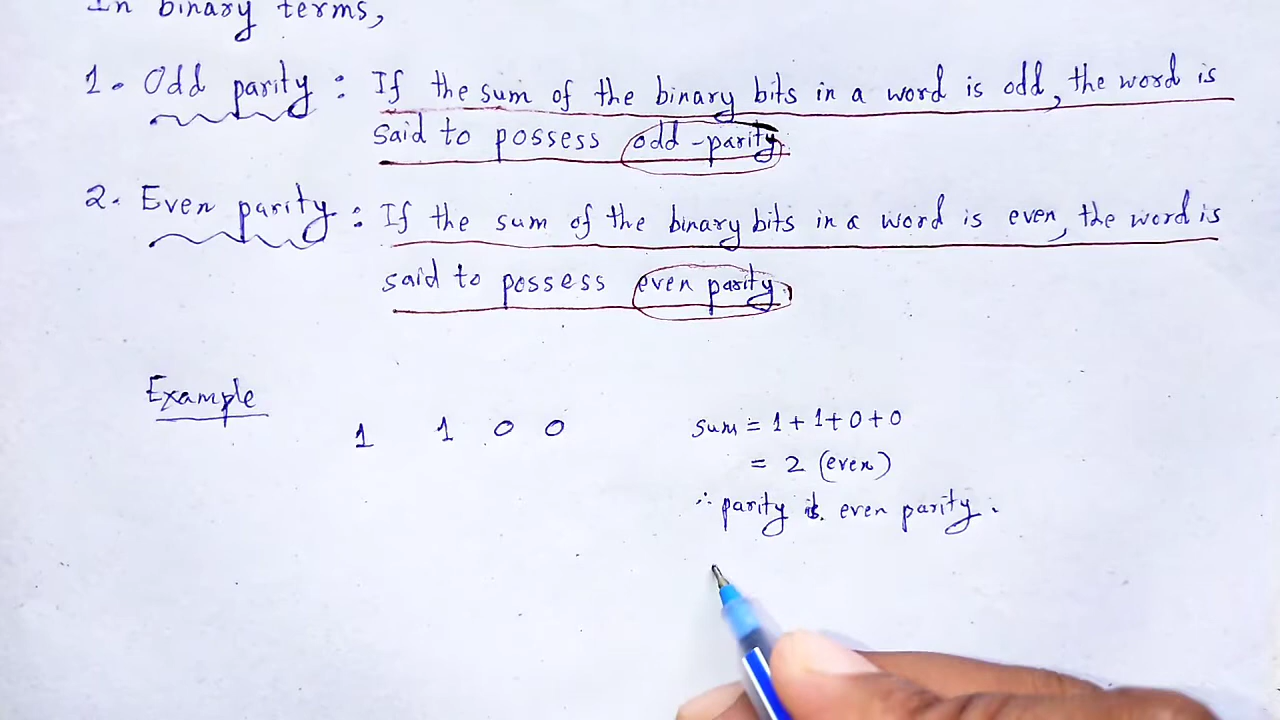 In binary terms,
1. Odd parity : If the sum of the binary bits in a word is odd, the word is
said to possess odd-parity.
2. Even parity : If the sum of the binary bits in a word is even, the word is
said to possess even parity.
Example
1 1 0 0 sum = 1 + 1 + 0 + 0
= 2 (even)
∴ parity is even parity.